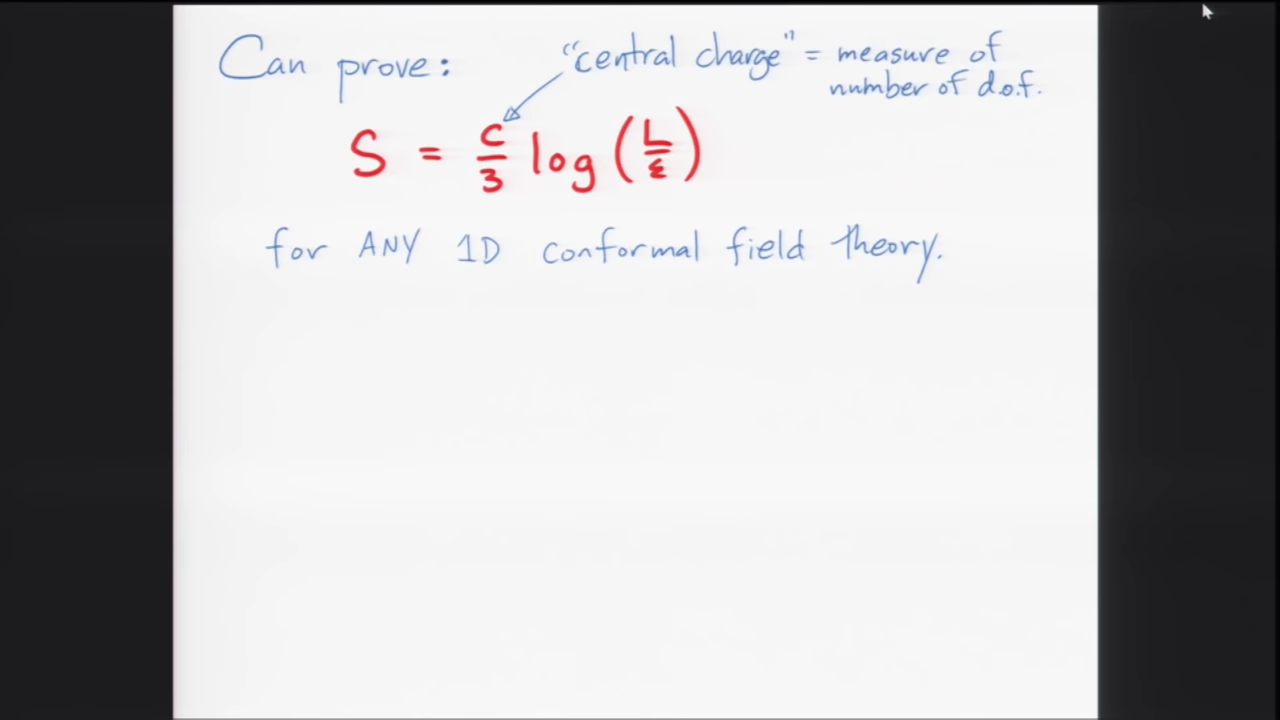 Can prove: "central charge" = measure of
number of d.o.f.
S = c/3 log (L/ε)
for ANY 1D conformal field theory.